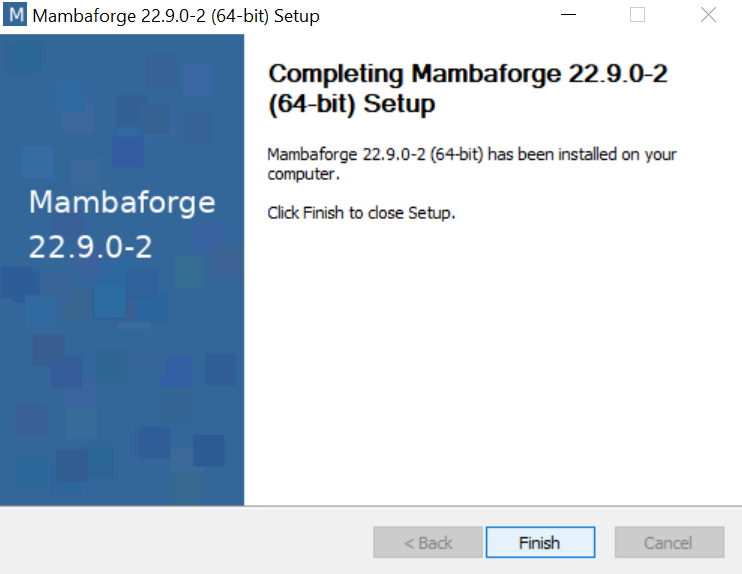 M Mambaforge 22.9.0-2 (64-bit) Setup
Mambaforge
22.9.0-2
Completing Mambaforge 22.9.0-2
(64-bit) Setup
Mambaforge 22.9.0-2 (64-bit) has been installed on your
computer.
Click Finish to close Setup.
< Back Finish Cancel